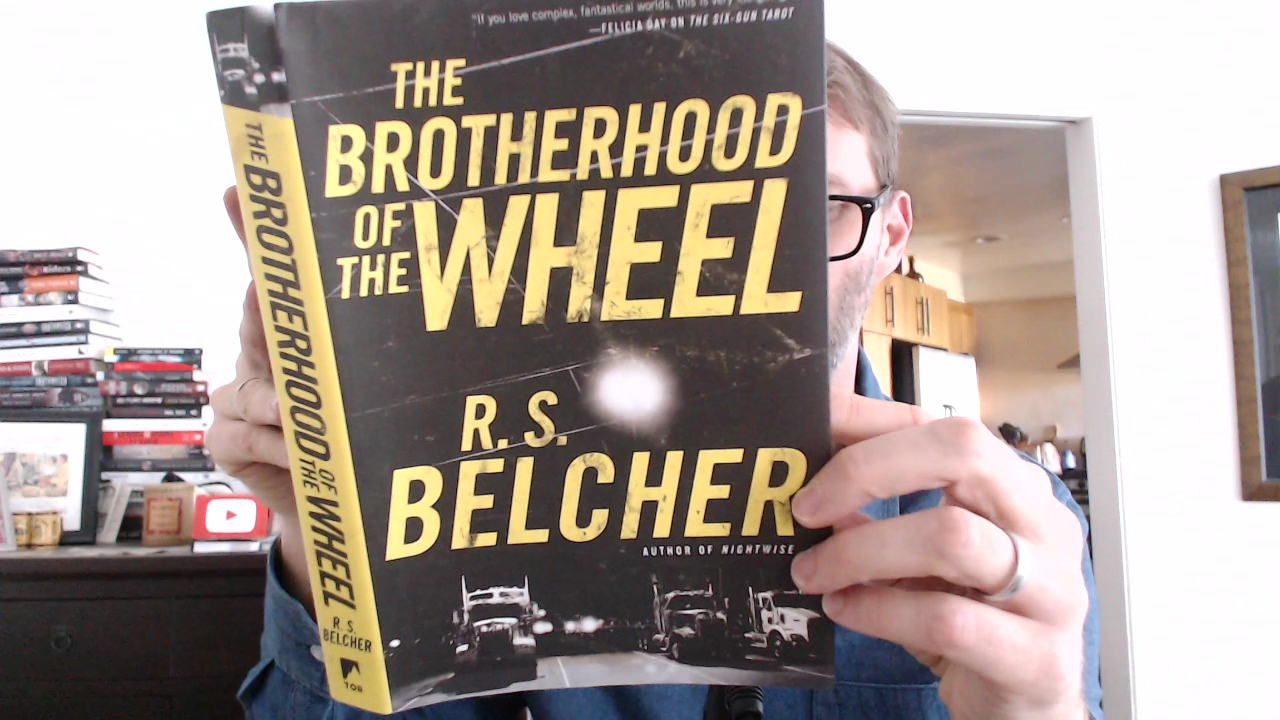 "If you love complex, fantastical worlds, this is very
—FELICIA DAY ON THE SIX-GUN TAROT
THE
BROTHERHOOD
OF
THE
WHEEL
R. S.
BELCHER
AUTHOR OF NIGHTWISE
THE BROTHERHOOD OF THE WHEEL
R. S.
BELCHER
TOR